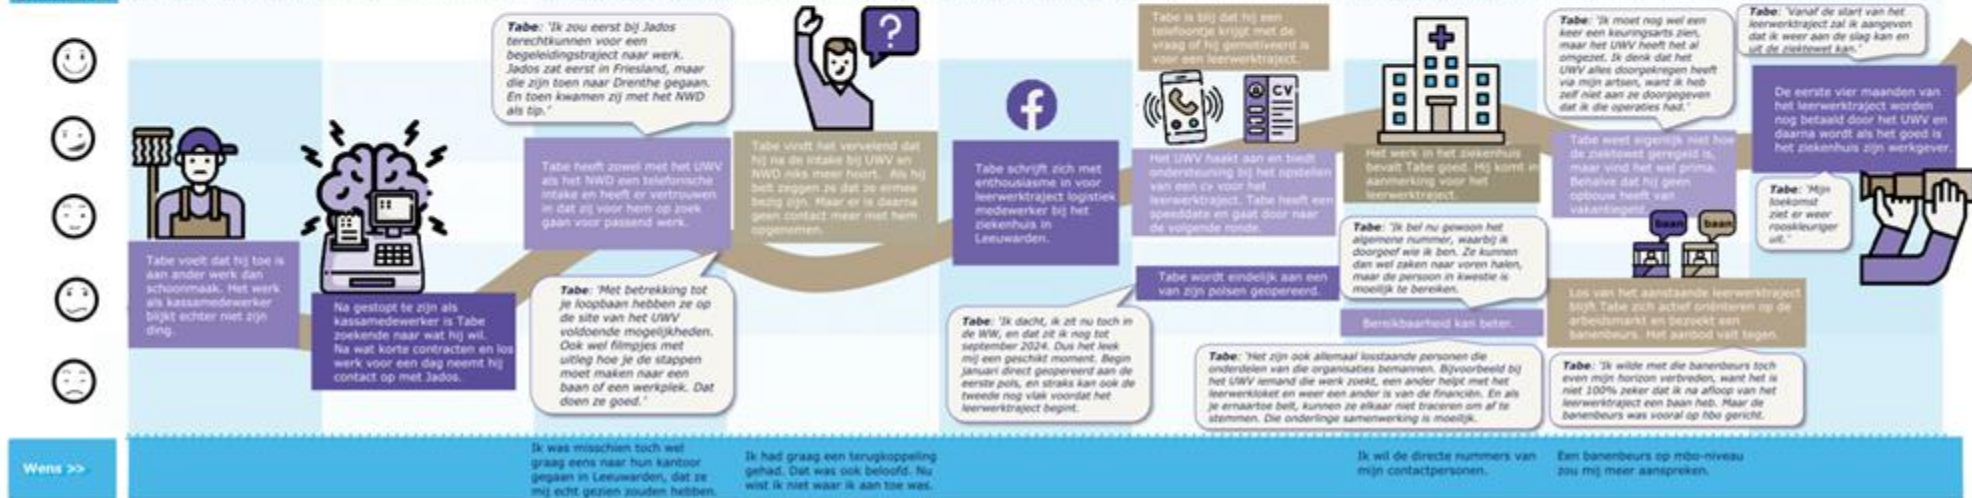 Tabe voelt dat hij toe is
aan ander werk dan
schoonmaak. Het werk
als kassamedewerker
blijkt echter niet zijn
ding.
Na gestopt te zijn als
kassamedewerker is Tabe
zoekende naar wat hij wil.
Na wat korte contracten en los
werk voor een dag neemt hij
contact op met Jados.
Tabe: 'Ik zou eerst bij Jados
terechtkunnen voor een
begeleidingstraject naar werk.
Jados zat eerst in Friesland, maar
die zijn toen naar Drenthe gegaan.
En toen kwamen zij met het NWD
als tip.'
Tabe heeft zowel met het UWV
als het NWD een telefonische
intake en heeft er vertrouwen
in dat zij voor hem op zoek
gaan voor passend werk.
Tabe: 'Met betrekking tot
je loopbaan hebben ze op
de site van het UWV
voldoende mogelijkheden.
Ook wel filmpjes met
uitleg hoe je de stappen
moet maken naar een
baan of een werkplek. Dat
doen ze goed.'
?
Tabe vindt het vervelend dat
hij na de intake bij UWV en
NWD niks meer hoort. Als hij
belt zeggen ze dat ze ermee
bezig zijn. Maar er is daarna
geen contact meer met hem
opgenomen.
f
Tabe schrijft zich met
enthousiasme in voor
leerwerktraject logistiek
medewerker bij het
ziekenhuis in
Leeuwarden.
Tabe: 'Ik dacht, ik zit nu toch in
de WW, en dat zit ik nog tot
september 2024. Dus het leek
mij een geschikt moment. Begin
januari direct geopereerd aan de
eerste pols, en straks kan ook de
tweede nog vlak voordat het
leerwerktraject begint.
Tabe is blij dat hij een
telefoontje krijgt met de
vraag of hij gemotiveerd is
voor een leerwerktraject.
CV
Het UWV haakt aan en biedt
ondersteuning bij het opstellen
van een cv voor het
leerwerktraject. Tabe heeft een
speeddate en gaat door naar
de volgende ronde.
Tabe wordt eindelijk aan een
van zijn polsen geopereerd.
Het werk in het ziekenhuis
bevalt Tabe goed. Hij komt in
aanmerking voor het
leerwerktraject.
Tabe: 'Ik bel nu gewoon het
algemene nummer, waarbij ik
doorgeef wie ik ben. Ze kunnen
dan wel zaken naar voren halen,
maar de persoon in kwestie is
moeilijk te bereiken.
Bereikbaarheid kan beter.
Tabe: 'Het zijn ook allemaal losstaande personen die
onderdelen van die organisaties bemannen. Bijvoorbeeld bij
het UWV iemand die werk zoekt, een ander helpt met het
leerwerkloket en weer een ander is van de financiën. En als
je ernaartoe belt, kunnen ze elkaar niet traceren om af te
stemmen. Die onderlinge samenwerking is moeilijk.
Tabe: 'Ik moet nog wel een
keer een keuringsarts zien,
maar het UWV heeft het al
omgezet. Ik denk dat het
UWV alles doorgekregen heeft
via mijn artsen, want ik heb
zelf niet aan ze doorgegeven
dat ik die operaties had.'
Tabe weet eigenlijk niet hoe
de ziektewet geregeld is,
maar vind het wel prima.
Behalve dat hij geen
opbouw heeft van
vakantiegeld.
baan
baan
Los van het aanstaande leerwerktraject
blijft Tabe zich actief oriënteren op de
arbeidsmarkt en bezoekt een
banenbeurs. Het aanbod valt tegen.
Tabe: 'Ik wilde met die banenbeurs toch
even mijn horizon verbreden, want het is
niet 100% zeker dat ik na afloop van het
leerwerktraject een baan heb. Maar de
banenbeurs was vooral op hbo gericht.
Tabe: 'Vanaf de start van het
leerwerktraject zal ik aangeven
dat ik weer aan de slag kan en
uit de ziektewet kan.'
De eerste vier maanden van
het leerwerktraject worden
nog betaald door het UWV en
daarna wordt als het goed is
het ziekenhuis zijn werkgever.
Tabe: 'Mijn
toekomst
ziet er weer
rooskleuriger
uit.'
Wens >>
Ik was misschien toch wel
graag eens naar hun kantoor
gegaan in Leeuwarden, dat ze
mij echt gezien zouden hebben.
Ik had graag een terugkoppeling
gehad. Dat was ook beloofd. Nu
wist ik niet waar ik aan toe was.
Ik wil de directe nummers van
mijn contactpersonen.
Een banenbeurs op mbo-niveau
zou mij meer aanspreken.